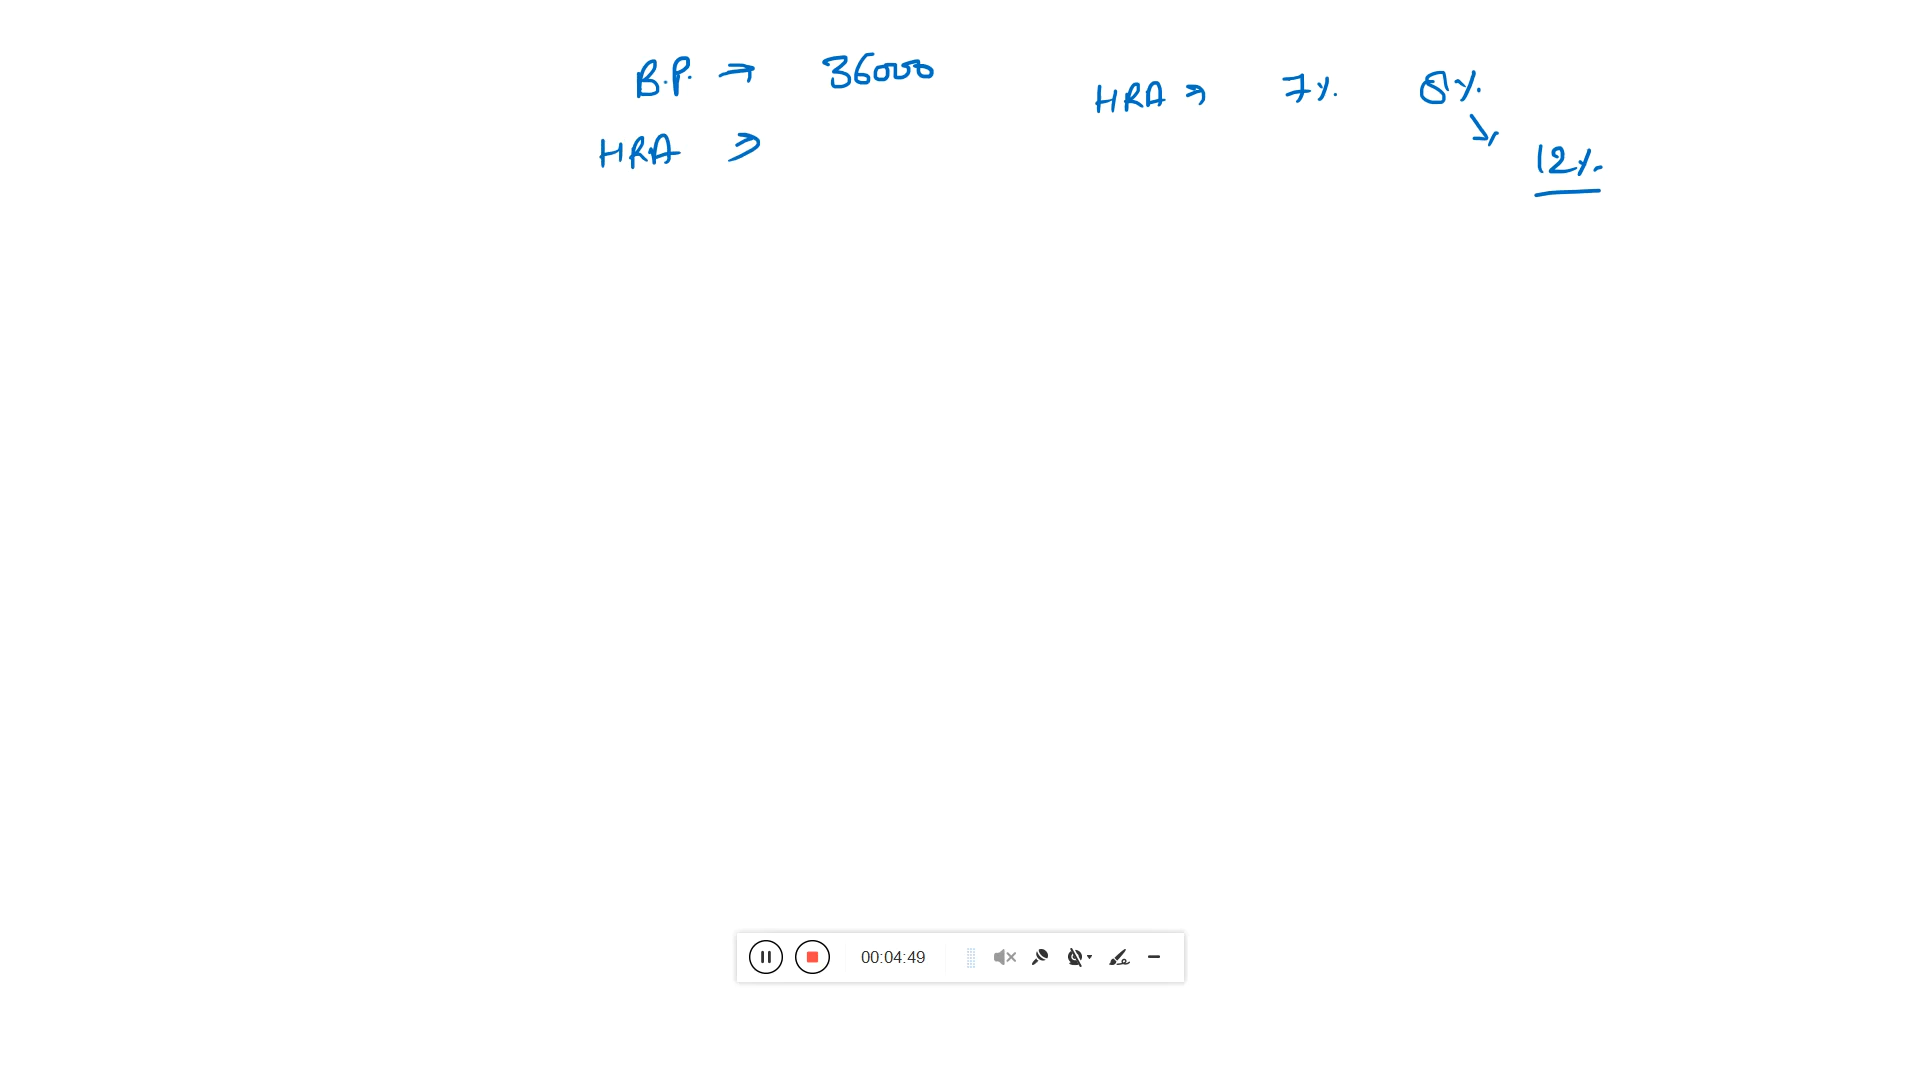 B.P. → 36000
HRA →
HRA → 7% 8%
↘
12%
00:04:49